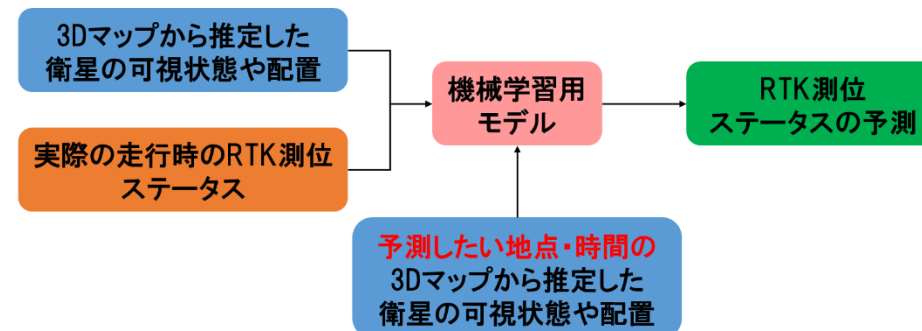 3Dマップから推定した
衛星の可視状態や配置
実際の走行時のRTK測位
ステータス
機械学習用
モデル
RTK測位
ステータスの予測
予測したい地点・時間の
3Dマップから推定した
衛星の可視状態や配置